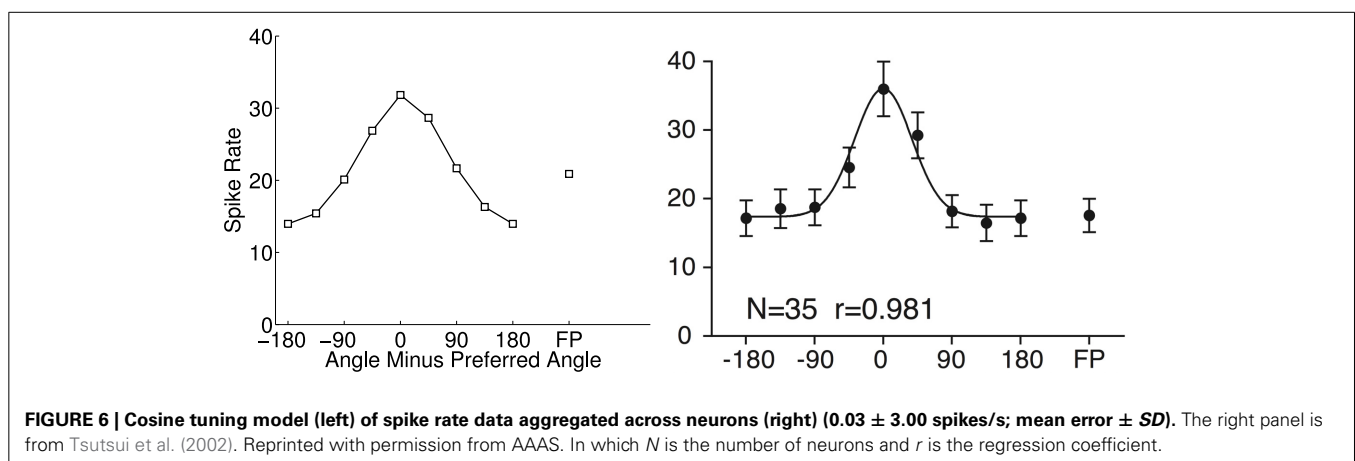 40
30
20
10
0
Spike Rate
−180 −90 0 90 180 FP
Angle Minus Preferred Angle
40
30
20
10
0
N=35 r=0.981
-180 -90 0 90 180 FP
FIGURE 6 | Cosine tuning model (left) of spike rate data aggregated across neurons (right) (0.03 ± 3.00 spikes/s; mean error ± SD). The right panel is
from Tsutsui et al. (2002). Reprinted with permission from AAAS. In which N is the number of neurons and r is the regression coefficient.